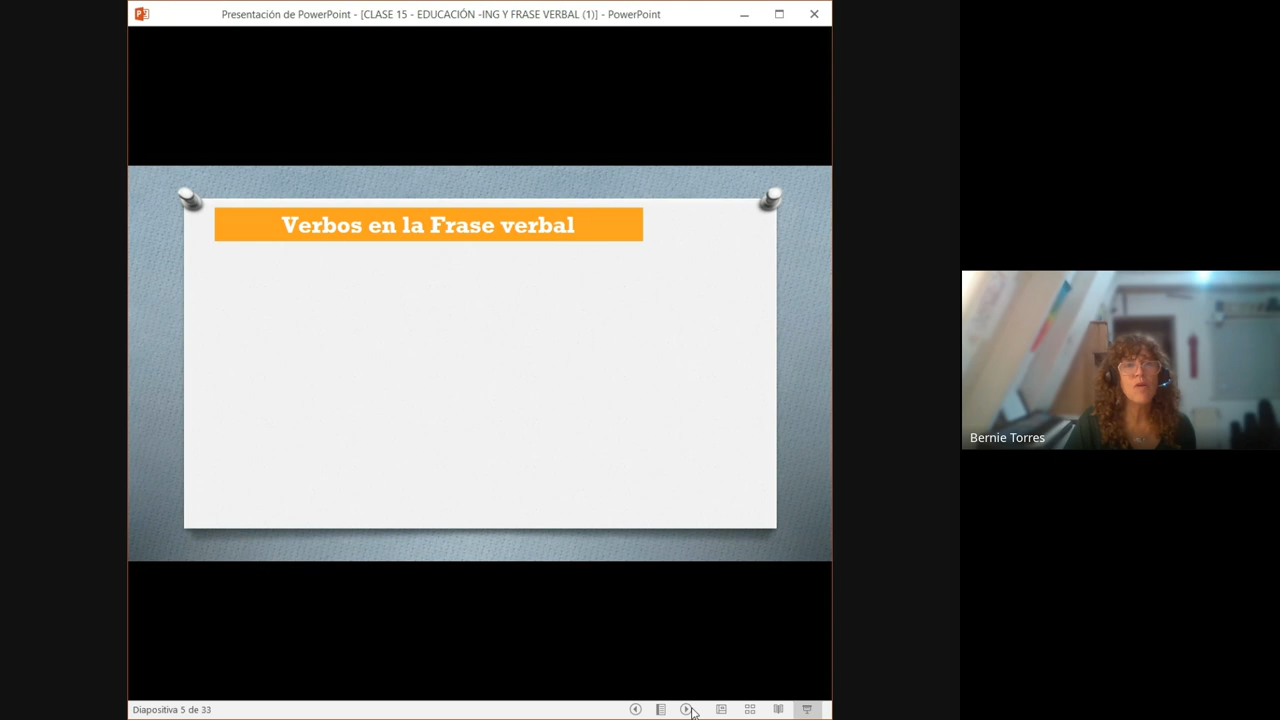 Presentación de PowerPoint - [CLASE 15 - EDUCACIÓN -ING Y FRASE VERBAL (1)] - PowerPoint
Verbos en la Frase verbal
Bernie Torres
Diapositiva 5 de 33